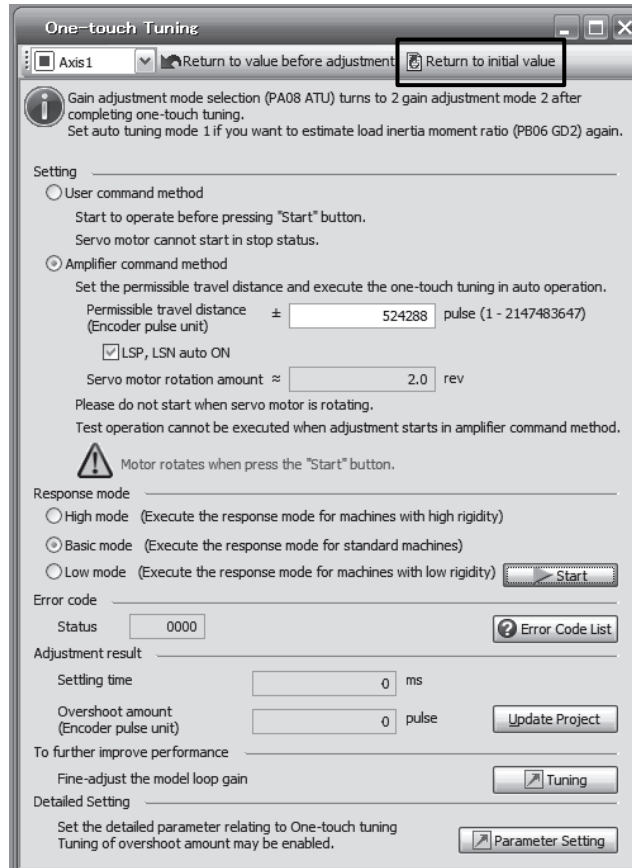 One-touch Tuning
Axis1 Return to value before adjustment Return to initial value
Gain adjustment mode selection (PA08 ATU) turns to 2 gain adjustment mode 2 after
completing one-touch tuning.
Set auto tuning mode 1 if you want to estimate load inertia moment ratio (PB06 GD2) again.
Setting
User command method
Start to operate before pressing "Start" button.
Servo motor cannot start in stop status.
Amplifier command method
Set the permissible travel distance and execute the one-touch tuning in auto operation.
Permissible travel distance ± 524288 pulse (1 - 2147483647)
(Encoder pulse unit)
LSP, LSN auto ON
Servo motor rotation amount ≈ 2.0 rev
Please do not start when servo motor is rotating.
Test operation cannot be executed when adjustment starts in amplifier command method.
Motor rotates when press the "Start" button.
Response mode
High mode (Execute the response mode for machines with high rigidity)
Basic mode (Execute the response mode for standard machines)
Low mode (Execute the response mode for machines with low rigidity) Start
Error code
Status 0000 Error Code List
Adjustment result
Settling time 0 ms
Overshoot amount 0 pulse Update Project
(Encoder pulse unit)
To further improve performance
Fine-adjust the model loop gain Tuning
Detailed Setting
Set the detailed parameter relating to One-touch tuning
Tuning of overshoot amount may be enabled. Parameter Setting